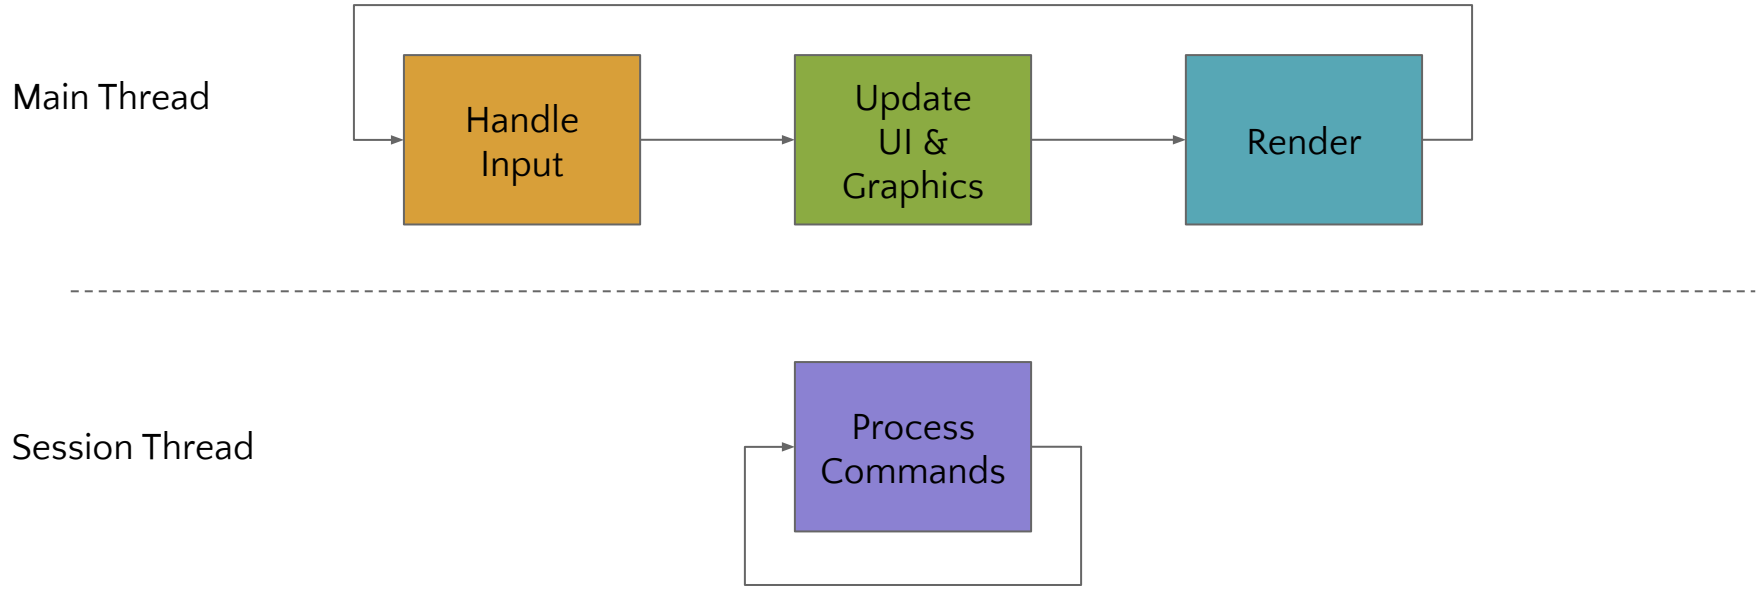 Main Thread
Handle
Input
Update
UI &
Graphics
Render
Session Thread
Process
Commands